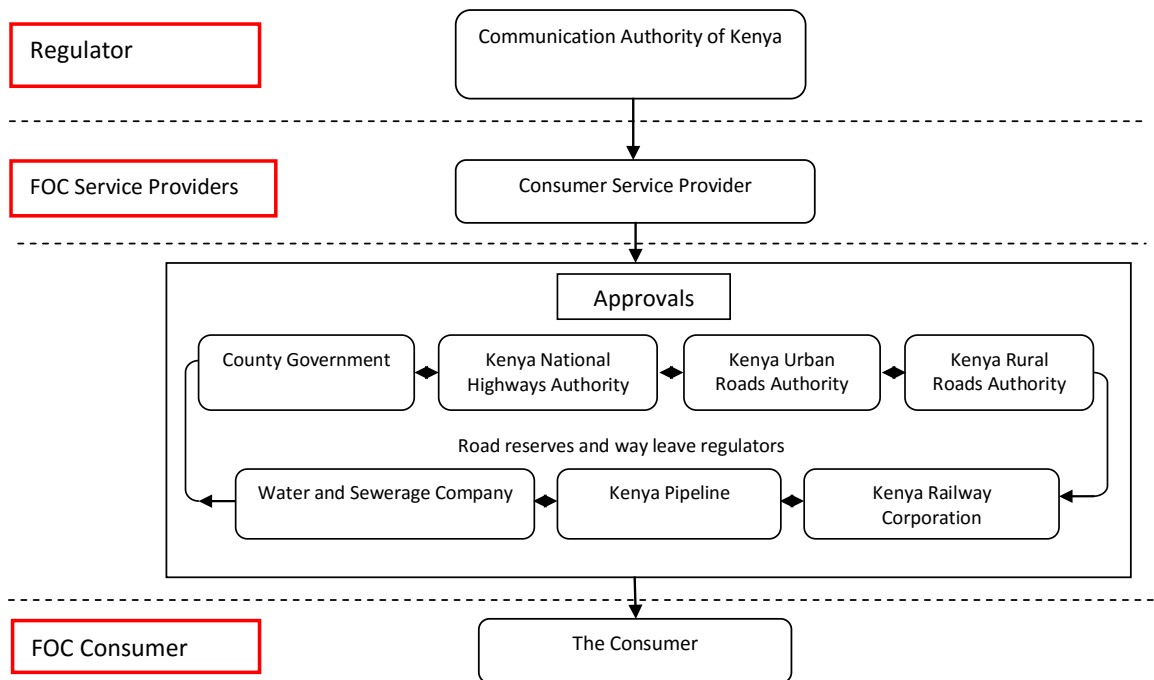 Regulator
Communication Authority of Kenya
FOC Service Providers
Consumer Service Provider
Approvals
County Government
Kenya National
Highways Authority
Kenya Urban
Roads Authority
Kenya Rural
Roads Authority
Road reserves and way leave regulators
Water and Sewerage Company
Kenya Pipeline
Kenya Railway
Corporation
FOC Consumer
The Consumer